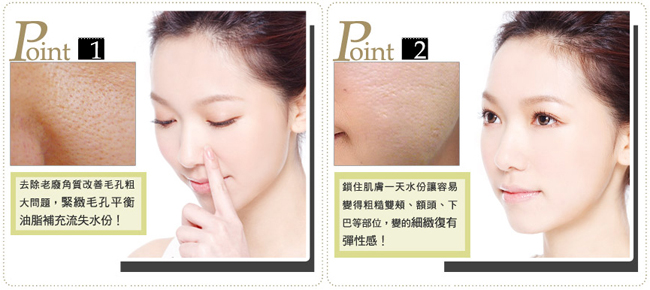 Point 1
去除老廢角質改善毛孔粗
大問題，緊緻毛孔平衡
油脂補充流失水份！
Point 2
鎖住肌膚一天水份讓容易
變得粗糙雙頰、額頭、下
巴等部位，變的細緻復有
彈性感！